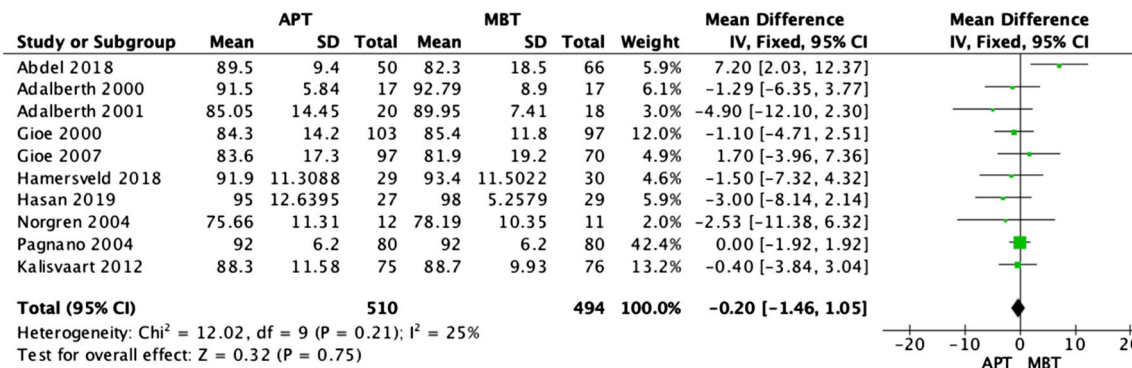 APT MBT Mean Difference Mean Difference
Study or Subgroup Mean SD Total Mean SD Total Weight IV, Fixed, 95% CI IV, Fixed, 95% CI
Abdel 2018 89.5 9.4 50 82.3 18.5 66 5.9% 7.20 [2.03, 12.37]
Adalberth 2000 91.5 5.84 17 92.79 8.9 17 6.1% -1.29 [-6.35, 3.77]
Adalberth 2001 85.05 14.45 20 89.95 7.41 18 3.0% -4.90 [-12.10, 2.30]
Gioe 2000 84.3 14.2 103 85.4 11.8 97 12.0% -1.10 [-4.71, 2.51]
Gioe 2007 83.6 17.3 97 81.9 19.2 70 4.9% 1.70 [-3.96, 7.36]
Hamersveld 2018 91.9 11.3088 29 93.4 11.5022 30 4.6% -1.50 [-7.32, 4.32]
Hasan 2019 95 12.6395 27 98 5.2579 29 5.9% -3.00 [-8.14, 2.14]
Norgren 2004 75.66 11.31 12 78.19 10.35 11 2.0% -2.53 [-11.38, 6.32]
Pagnano 2004 92 6.2 80 92 6.2 80 42.4% 0.00 [-1.92, 1.92]
Kalisvaart 2012 88.3 11.58 75 88.7 9.93 76 13.2% -0.40 [-3.84, 3.04]
Total (95% CI) 510 494 100.0% -0.20 [-1.46, 1.05]
Heterogeneity: Chi² = 12.02, df = 9 (P = 0.21); I² = 25%
Test for overall effect: Z = 0.32 (P = 0.75)
-20 -10 0 10
APT MBT